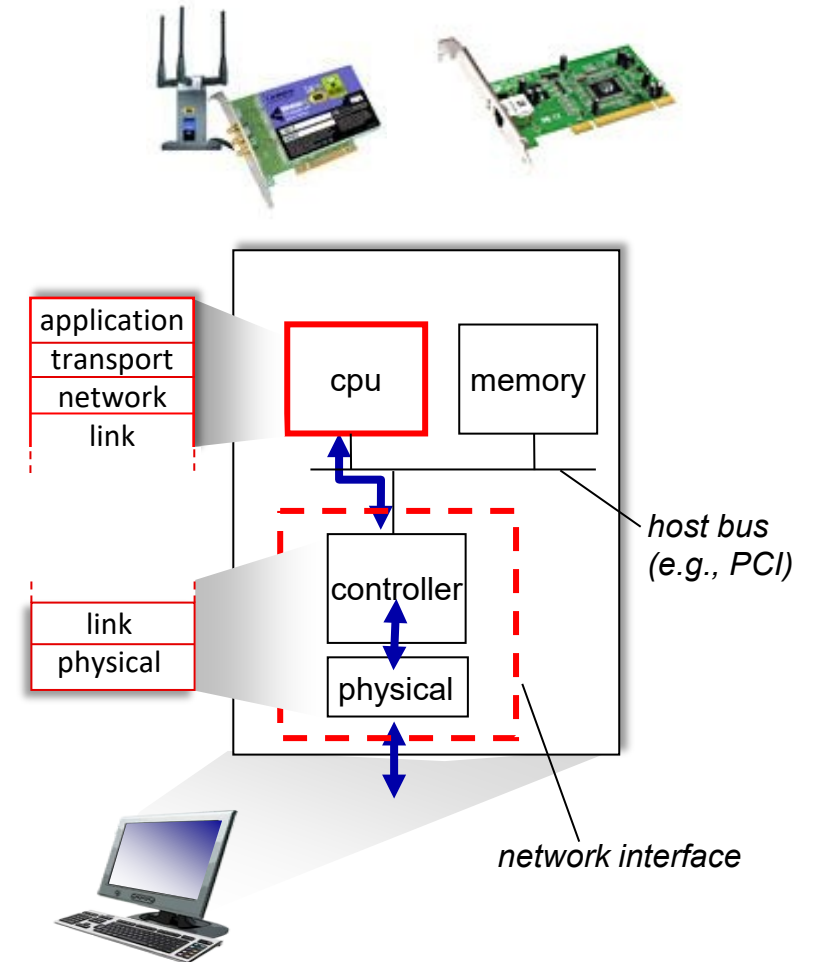 application
transport
network
link
cpu
memory
host bus
(e.g., PCI)
controller
link
physical
physical
network interface